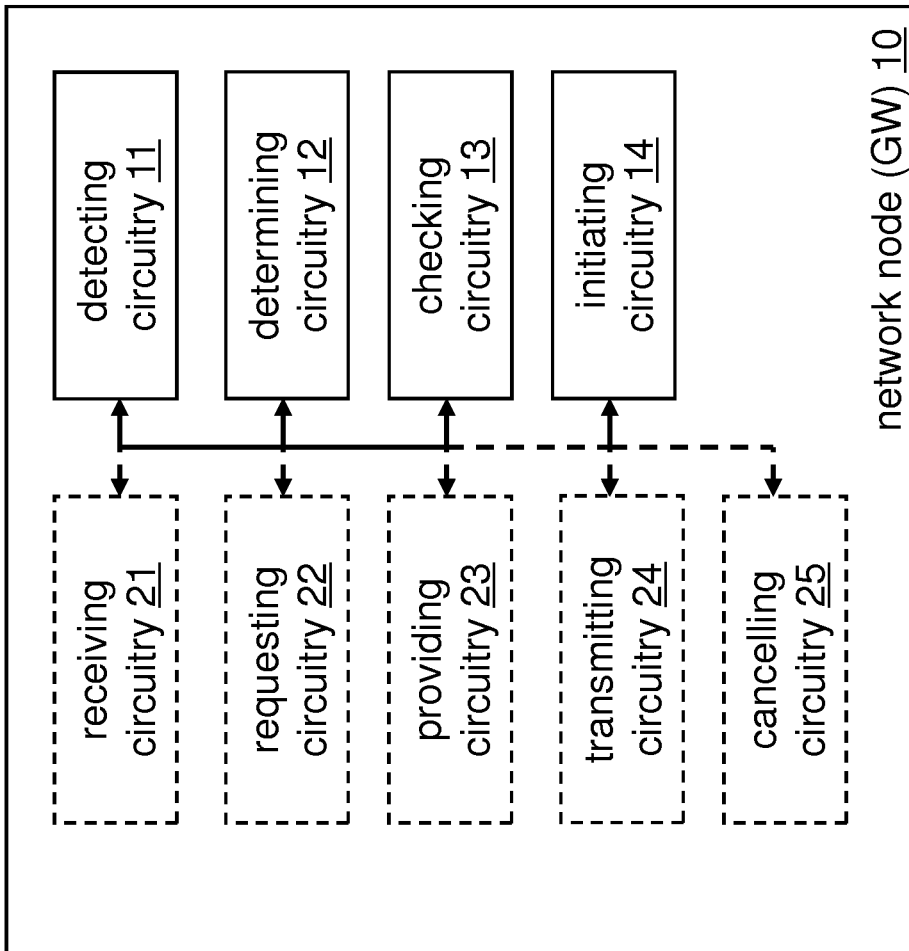 detecting
circuitry 11
determining
circuitry 12
checking
circuitry 13
initiating
circuitry 14
receiving
circuitry 21
requesting
circuitry 22
providing
circuitry 23
transmitting
circuitry 24
cancelling
circuitry 25
network node (GW) 10